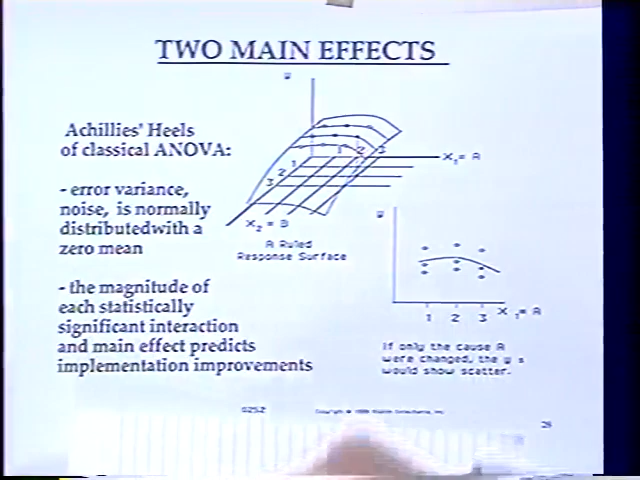 TWO MAIN EFFECTS
Achillies' Heels
of classical ANOVA:
- error variance,
noise, is normally
distributedwith a
zero mean
- the magnitude of
each statistically
significant interaction
and main effect predicts
implementation improvements
y
1 2 3
X₁= A
1
2
3
X₂ = B
A Ruled
Response Surface
y
1 2 3
X₁= A
If only the cause A
were changed, the y s
would show scatter.
0252
Copyright ©
28